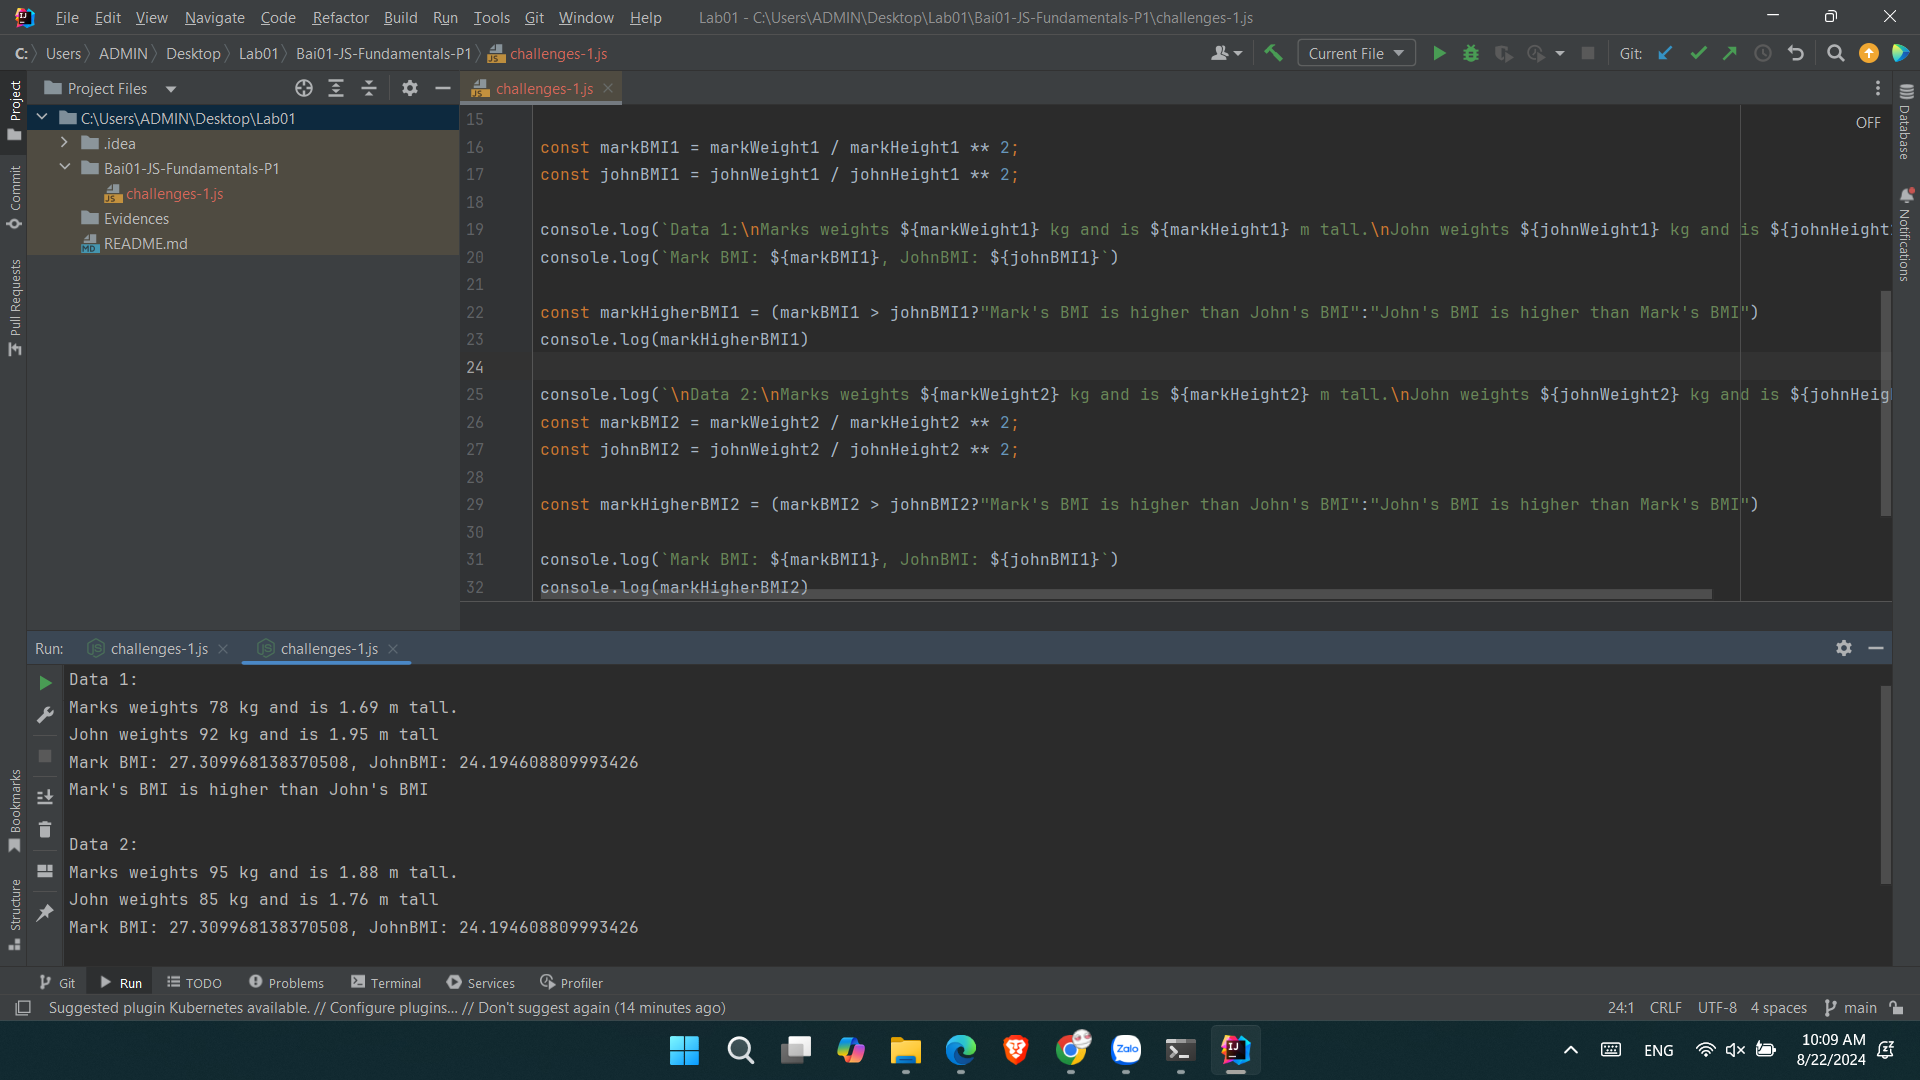 File Edit View Navigate Code Refactor Build Run Tools Git Window Help Lab01 - C:\Users\ADMIN\Desktop\Lab01\Bai01-JS-Fundamentals-P1\challenges-1.js
C: Users ADMIN Desktop Lab01 Bai01-JS-Fundamentals-P1 challenges-1.js Current File Git:
Project Files challenges-1.js
C:\Users\ADMIN\Desktop\Lab01
.idea
Bai01-JS-Fundamentals-P1
challenges-1.js
Evidences
README.md
Project
Commit
Pull Requests
Bookmarks
Structure
OFF
Database
Notifications
15
16 const markBMI1 = markWeight1 / markHeight1 ** 2;
17 const johnBMI1 = johnWeight1 / johnHeight1 ** 2;
18
19 console.log(`Data 1:\nMarks weights ${markWeight1} kg and is ${markHeight1} m tall.\nJohn weights ${johnWeight1} kg and is ${johnHeight
20 console.log(`Mark BMI: ${markBMI1}, JohnBMI: ${johnBMI1}`)
21
22 const markHigherBMI1 = (markBMI1 > johnBMI1?"Mark's BMI is higher than John's BMI":"John's BMI is higher than Mark's BMI")
23 console.log(markHigherBMI1)
24
25 console.log(`\nData 2:\nMarks weights ${markWeight2} kg and is ${markHeight2} m tall.\nJohn weights ${johnWeight2} kg and is ${johnHeig
26 const markBMI2 = markWeight2 / markHeight2 ** 2;
27 const johnBMI2 = johnWeight2 / johnHeight2 ** 2;
28
29 const markHigherBMI2 = (markBMI2 > johnBMI2?"Mark's BMI is higher than John's BMI":"John's BMI is higher than Mark's BMI")
30
31 console.log(`Mark BMI: ${markBMI1}, JohnBMI: ${johnBMI1}`)
32 console.log(markHigherBMI2)
Run: challenges-1.js challenges-1.js
Data 1:
Marks weights 78 kg and is 1.69 m tall.
John weights 92 kg and is 1.95 m tall
Mark BMI: 27.309968138370508, JohnBMI: 24.194608809993426
Mark's BMI is higher than John's BMI
Data 2:
Marks weights 95 kg and is 1.88 m tall.
John weights 85 kg and is 1.76 m tall
Mark BMI: 27.309968138370508, JohnBMI: 24.194608809993426
Git Run TODO Problems Terminal Services Profiler
Suggested plugin Kubernetes available. // Configure plugins... // Don't suggest again (14 minutes ago) 24:1 CRLF UTF-8 4 spaces main
Zalo
ENG
10:09 AM
8/22/2024